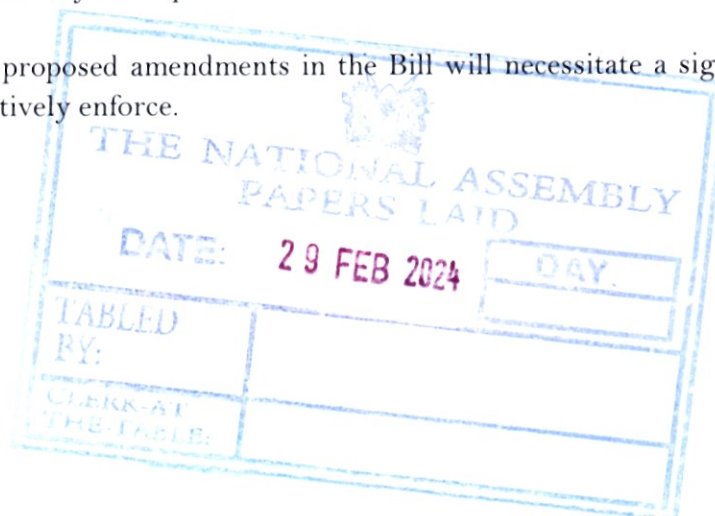 proposed amendments in the Bill will necessitate a sig
tively enforce.
THE NATIONAL ASSEMBLY
PAPERS LAID
DATE: 29 FEB 2024 DAY.
TABLED
BY:
CLERK-AT
THE-TABLE: